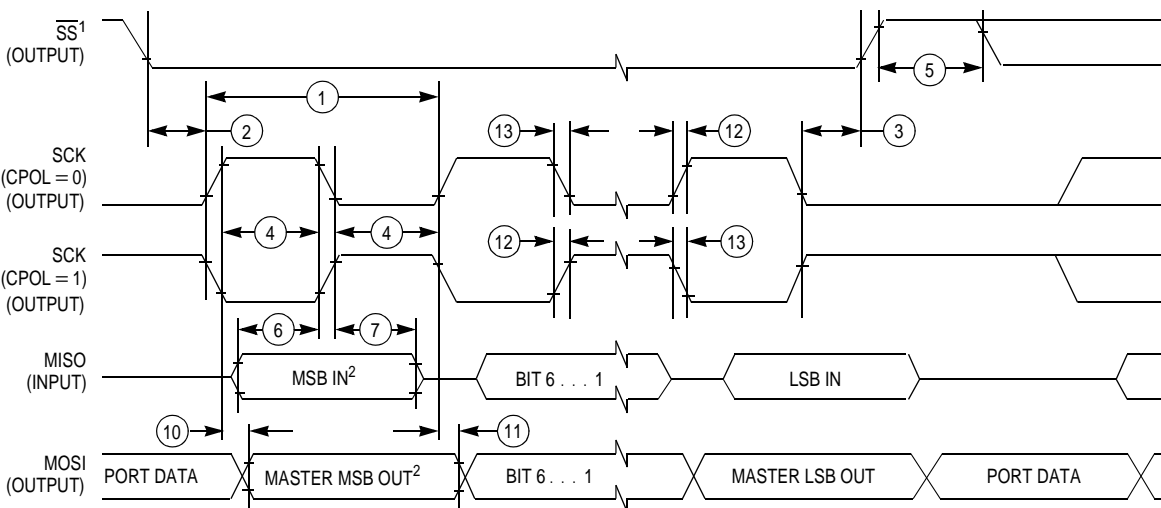 SS¹
(OUTPUT)
5
1
2
13
12
3
SCK
(CPOL = 0)
(OUTPUT)
4
4
12
13
SCK
(CPOL = 1)
(OUTPUT)
6
7
MISO
(INPUT)
MSB IN²
BIT 6 . . . 1
LSB IN
10
11
MOSI
(OUTPUT)
PORT DATA
MASTER MSB OUT²
BIT 6 . . . 1
MASTER LSB OUT
PORT DATA